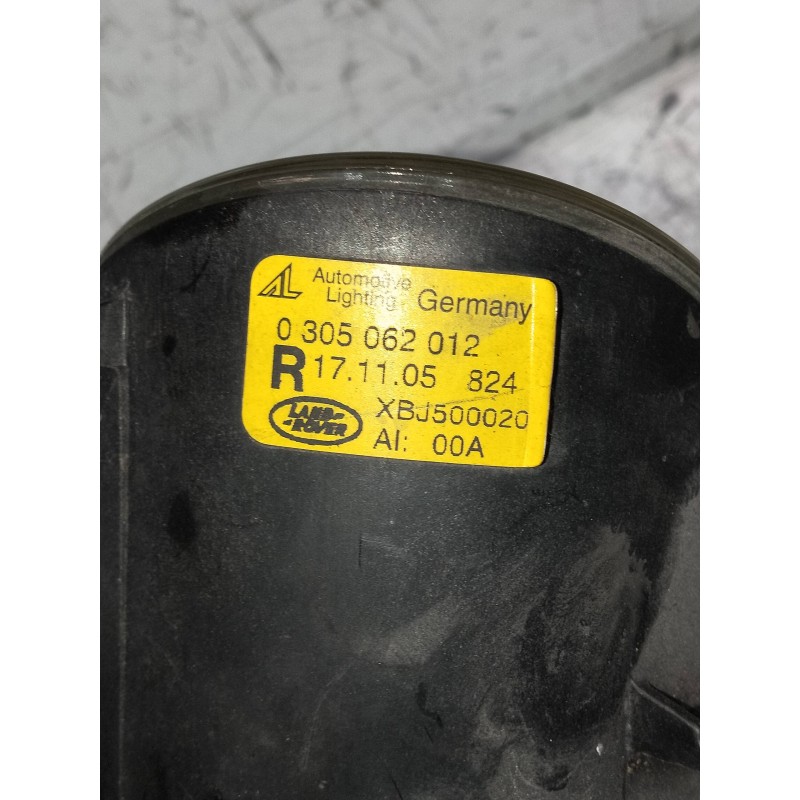 AL Automotive
Lighting Germany
0 305 062 012
R 17.11.05 824
XBJ500020
LAND-
-ROVER
AI: 00A